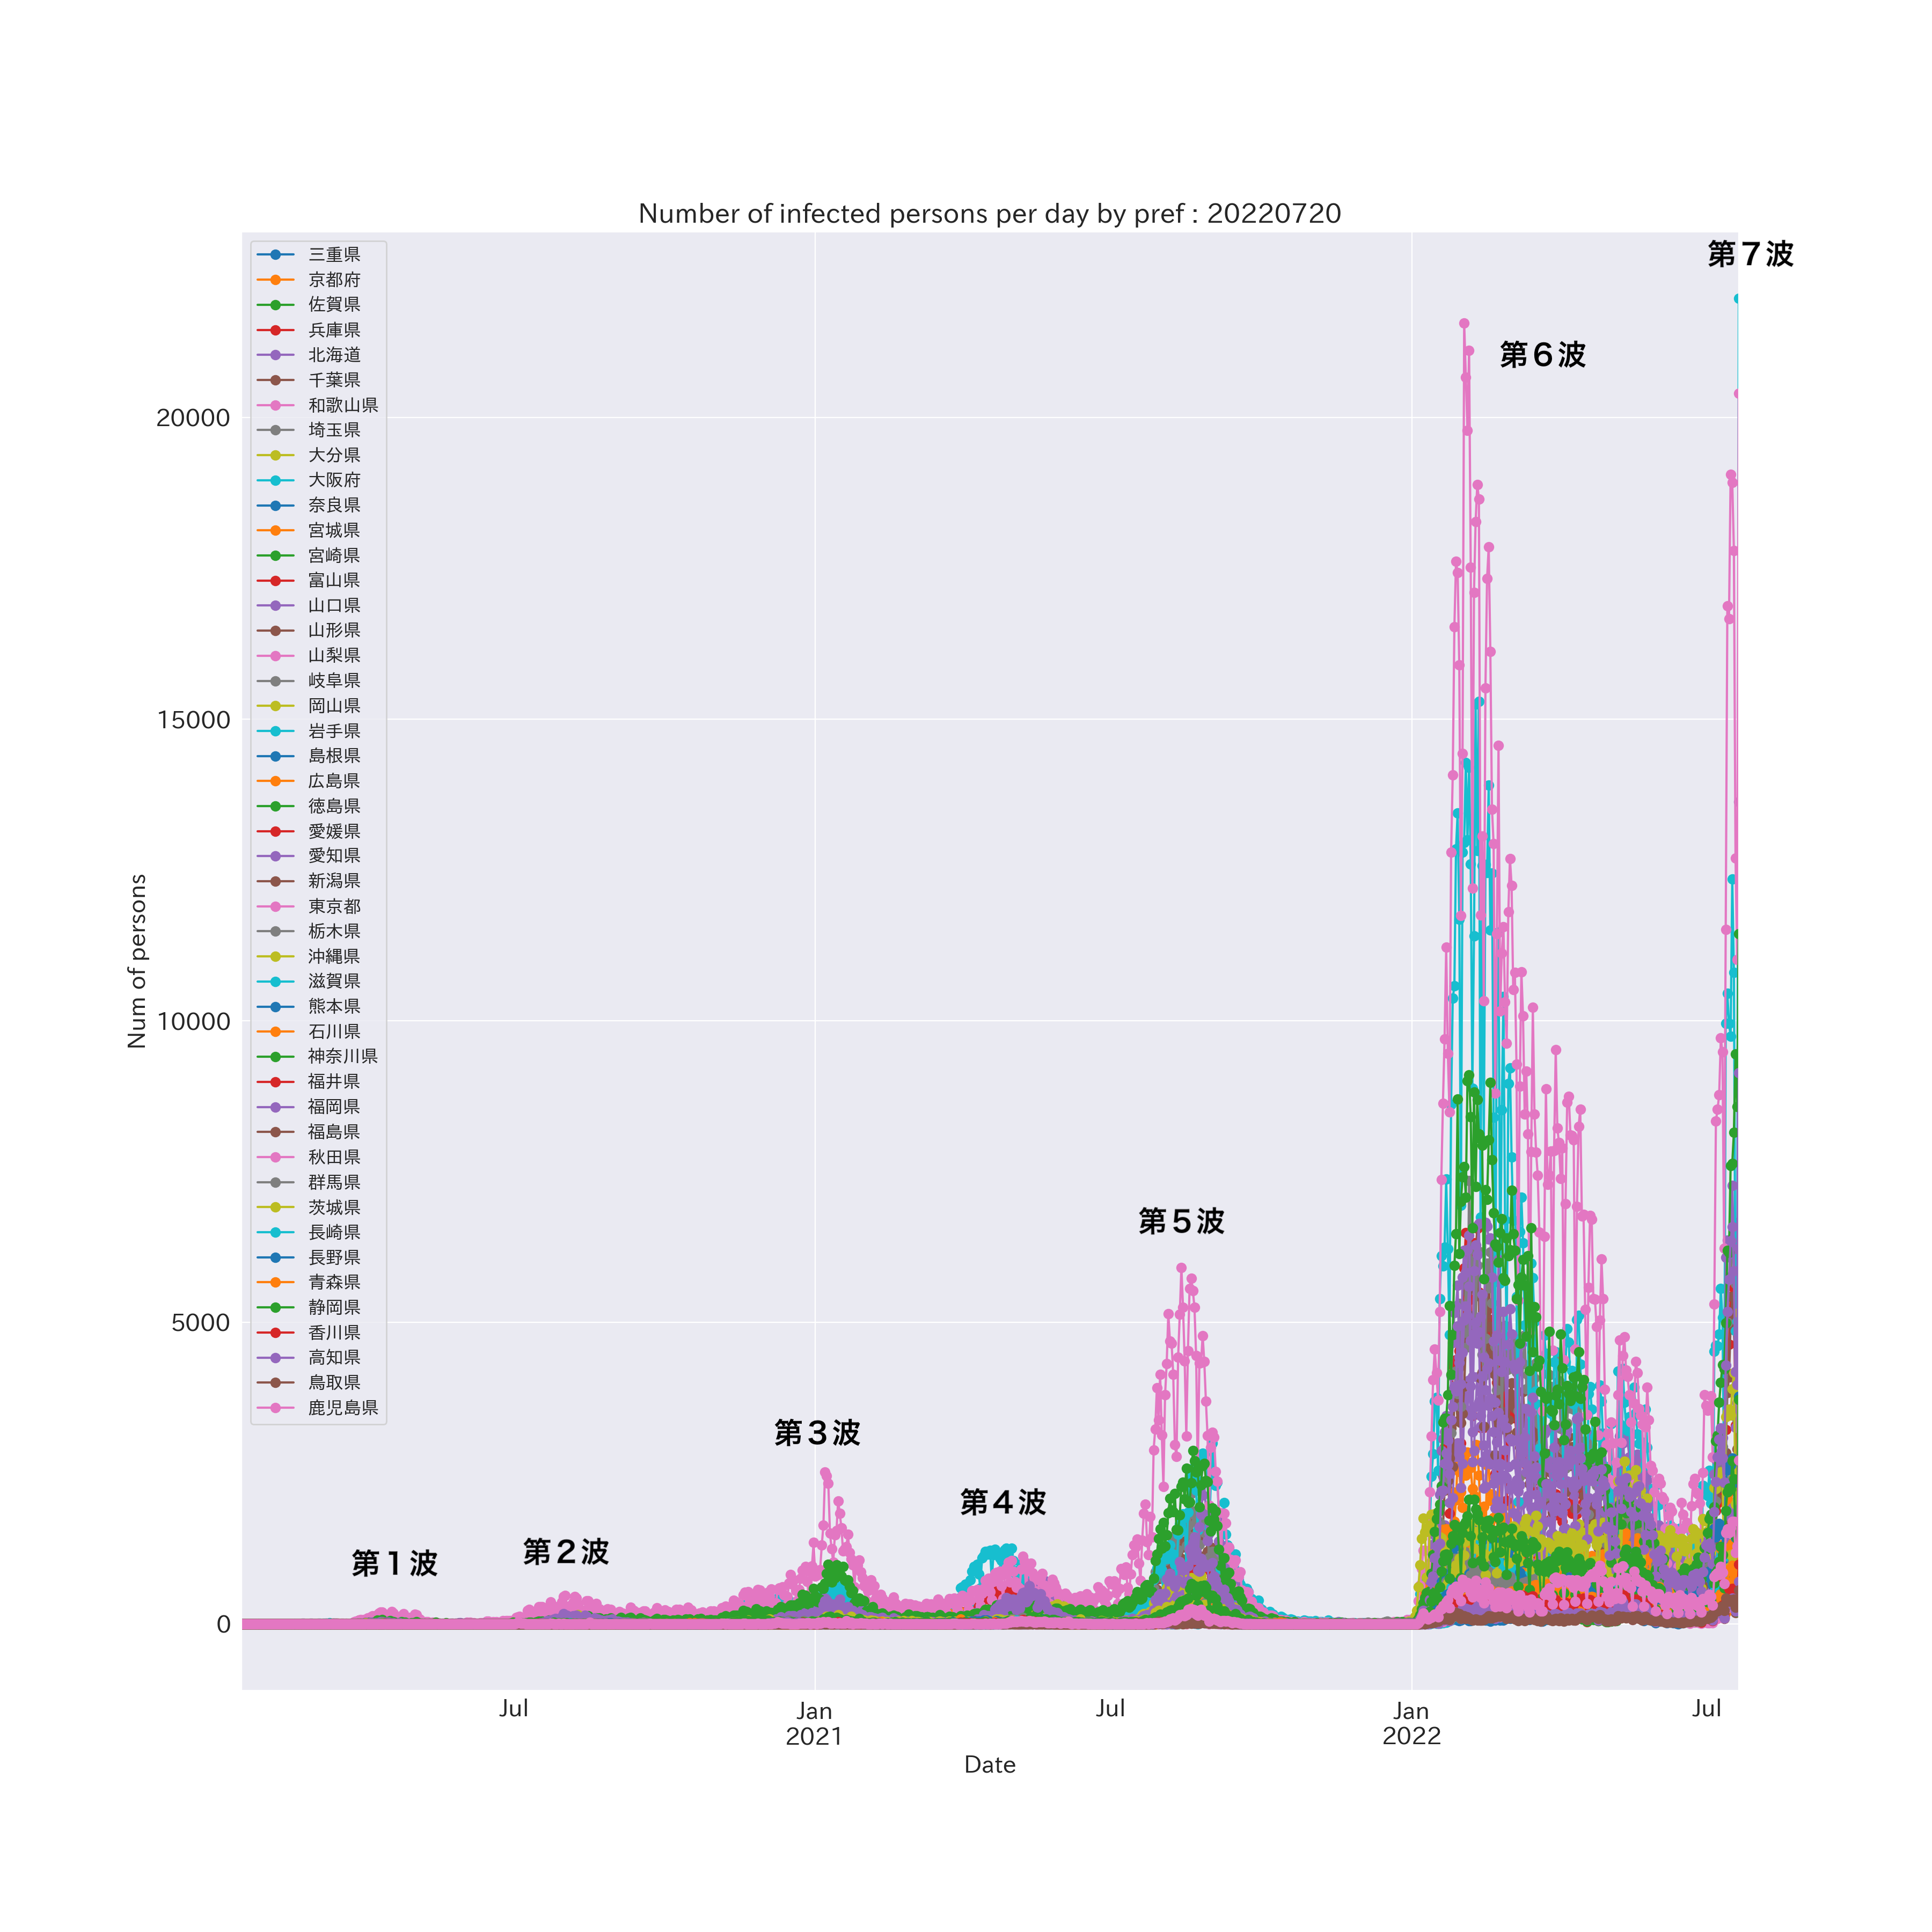 Number of infected persons per day by pref : 20220720
三重県
京都府
佐賀県
兵庫県
北海道
千葉県
和歌山県
埼玉県
大分県
大阪府
奈良県
宮城県
宮崎県
富山県
山口県
山形県
山梨県
岐阜県
岡山県
岩手県
島根県
広島県
徳島県
愛媛県
愛知県
新潟県
東京都
栃木県
沖縄県
滋賀県
熊本県
石川県
神奈川県
福井県
福岡県
福島県
秋田県
群馬県
茨城県
長崎県
長野県
青森県
静岡県
香川県
高知県
鳥取県
鹿児島県
第１波
第２波
第３波
第４波
第５波
第６波
第７波
20000
15000
10000
5000
0
Num of persons
Jul
Jan
2021
Jul
Jan
2022
Jul
Date